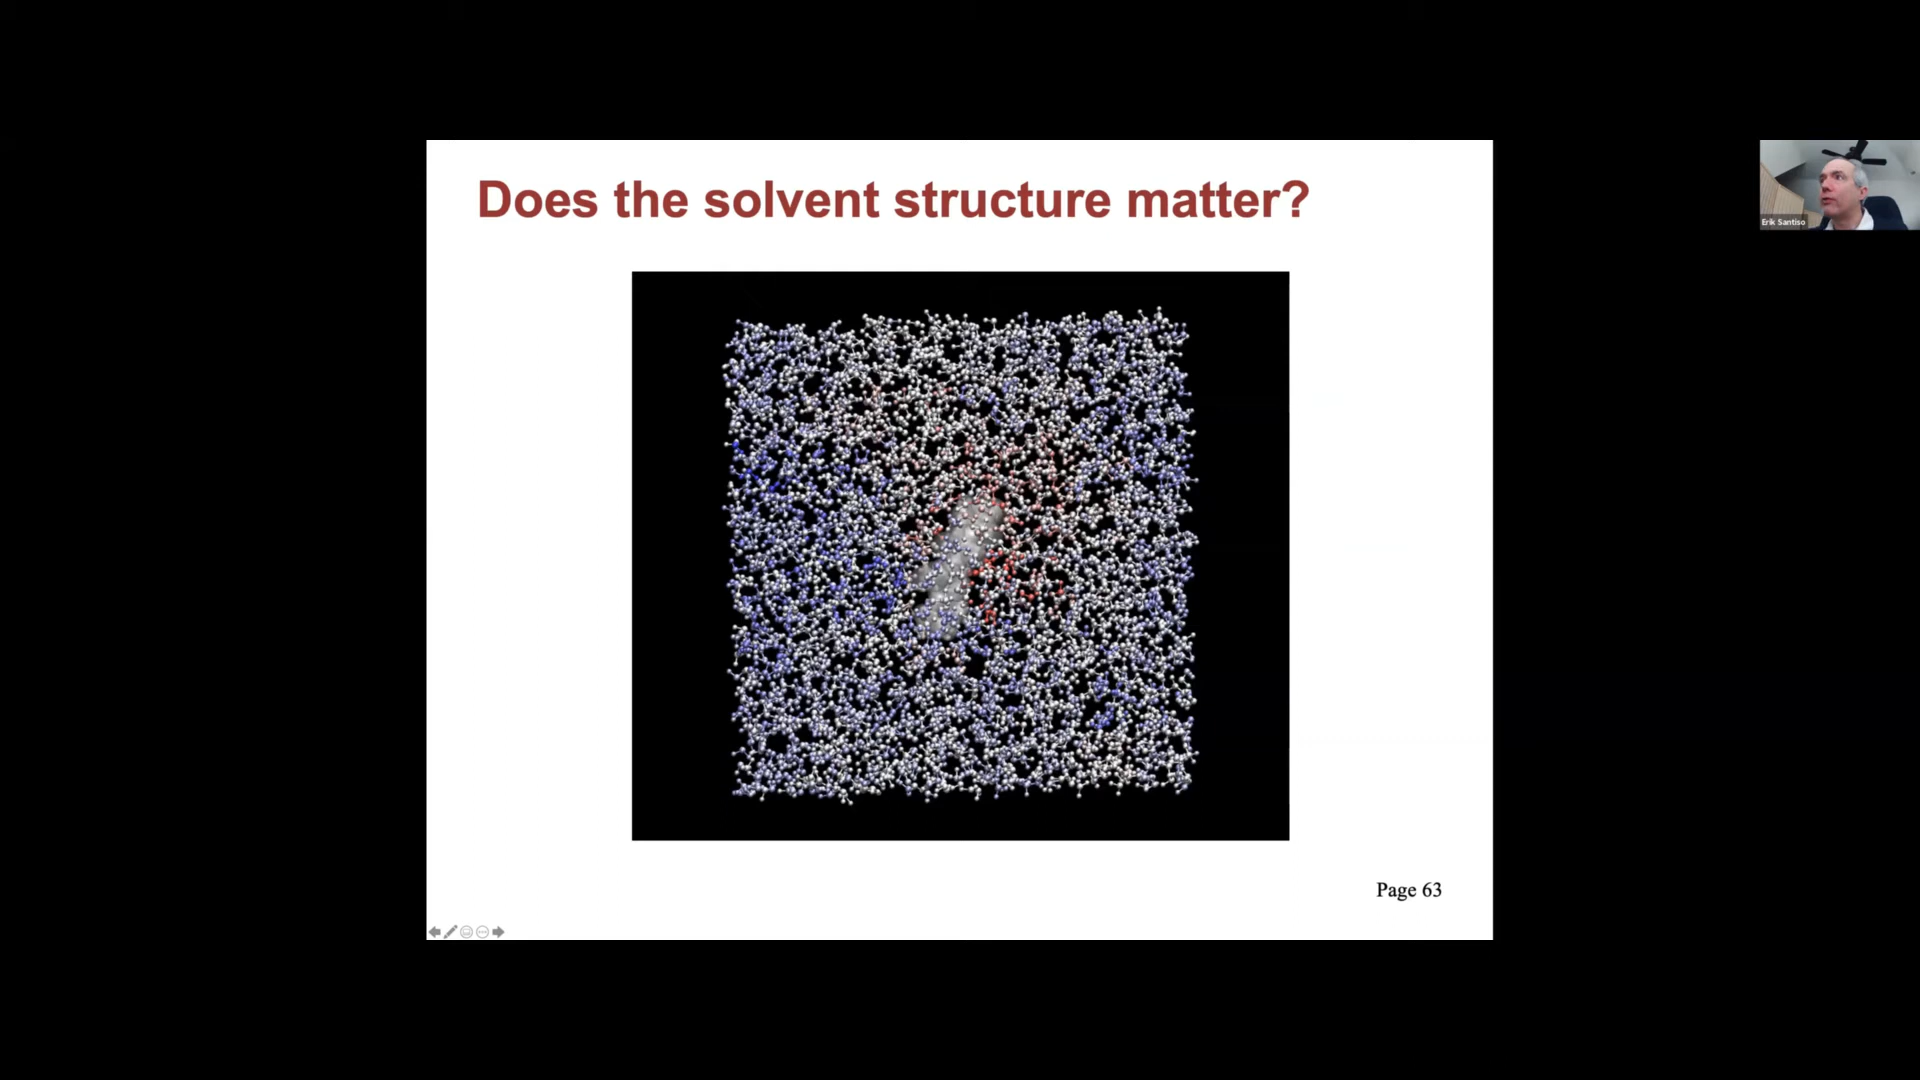 Does the solvent structure matter?
Erik Santiso
Page 63